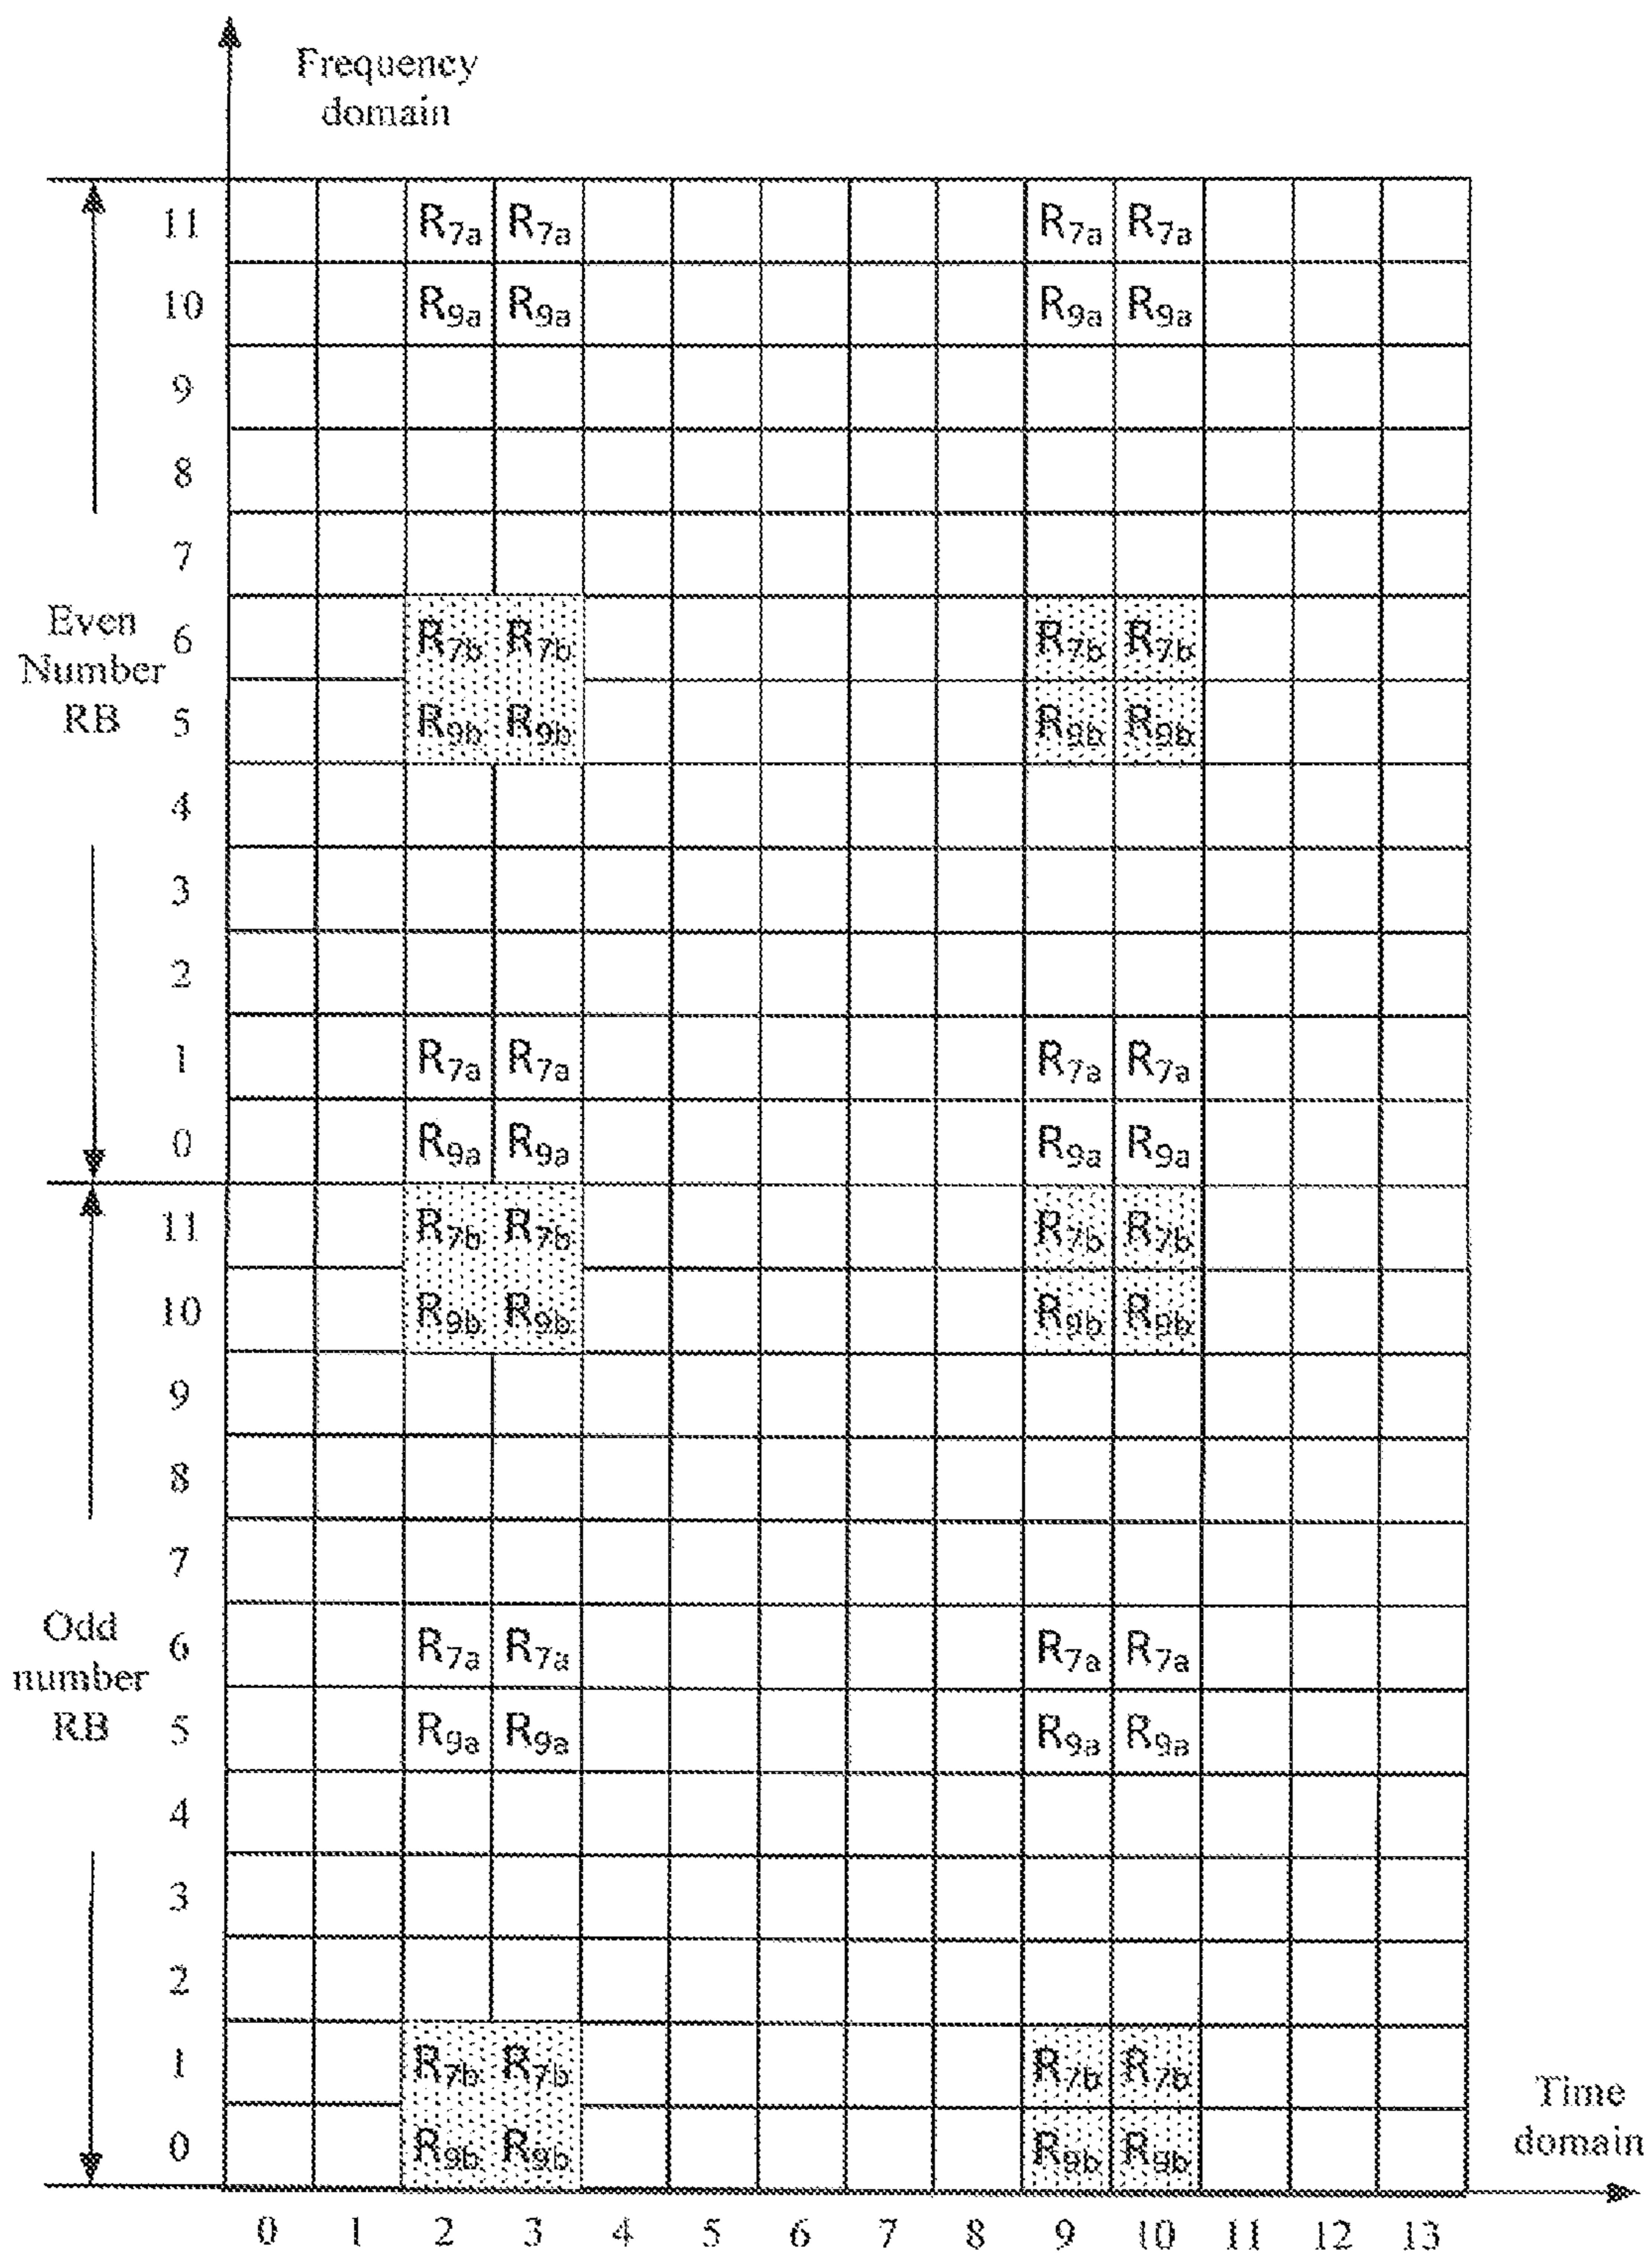 Frequency
domain
11 R7a R7a R7a R7a
10 R9a R9a R9a R9a
9
8
7
Even
Number
RB
6 R7b R7b R7b R7b
5 R9b R9b R9b R9b
4
3
2
1 R7a R7a R7a R7a
0 R9a R9a R9a R9a
11 R7b R7b R7b R7b
10 R9b R9b R9b R9b
9
8
7
Odd
number
RB
6 R7a R7a R7a R7a
5 R9a R9a R9a R9a
4
3
2
1 R7b R7b R7b R7b
0 R9b R9b R9b R9b
Time
domain
0 1 2 3 4 5 6 7 8 9 10 11 12 13